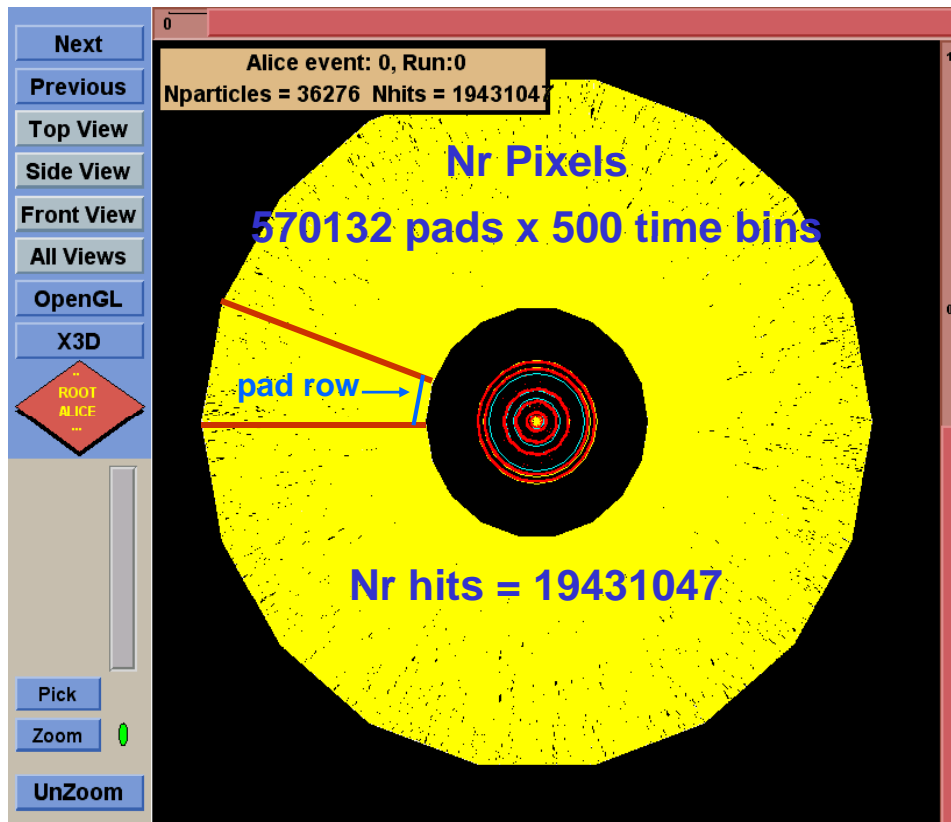 Next
Previous
Top View
Side View
Front View
All Views
OpenGL
X3D
..
ROOT
ALICE
...
Pick
Zoom
UnZoom
0
Alice event: 0, Run:0
Nparticles = 36276 Nhits = 19431047
Nr Pixels
570132 pads x 500 time bins
pad row
Nr hits = 19431047